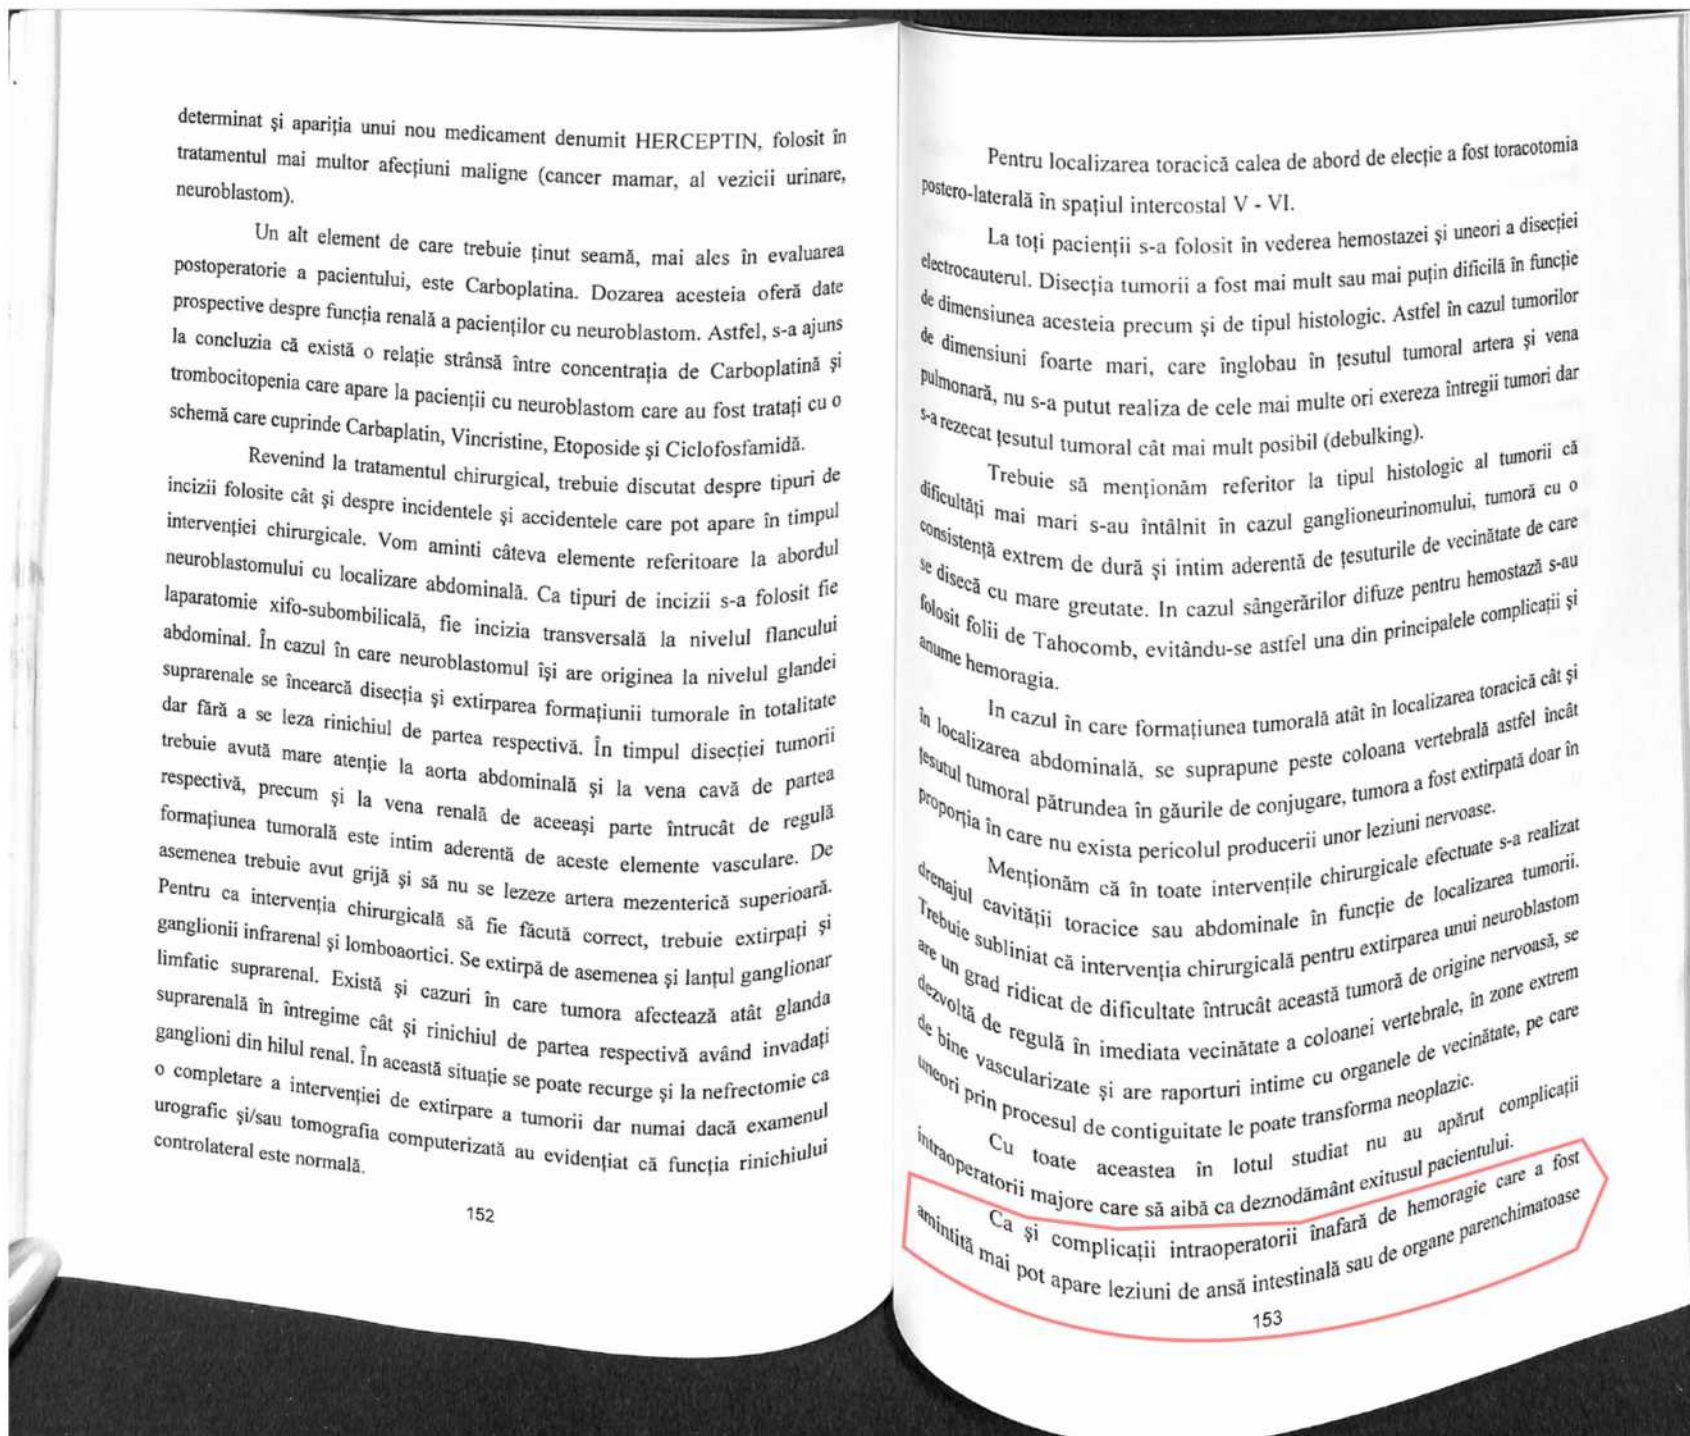 determinat şi apariţia unui nou medicament denumit HERCEPTIN, folosit în
tratamentul mai multor afecţiuni maligne (cancer mamar, al vezicii urinare,
neuroblastom).
Un alt element de care trebuie ţinut seamă, mai ales în evaluarea
postoperatorie a pacientului, este Carboplatina. Dozarea acesteia oferă date
prospective despre funcţia renală a pacienţilor cu neuroblastom. Astfel, s-a ajuns
la concluzia că există o relaţie strânsă între concentraţia de Carboplatină şi
trombocitopenia care apare la pacienţii cu neuroblastom care au fost trataţi cu o
schemă care cuprinde Carbaplatin, Vincristine, Etoposide şi Ciclofosfamidă.
Revenind la tratamentul chirurgical, trebuie discutat despre tipuri de
incizii folosite cât şi despre incidentele şi accidentele care pot apare în timpul
intervenţiei chirurgicale. Vom aminti câteva elemente referitoare la abordul
neuroblastomului cu localizare abdominală. Ca tipuri de incizii s-a folosit fie
laparatomie xifo-subombilicală, fie incizia transversală la nivelul flancului
abdominal. În cazul în care neuroblastomul îşi are originea la nivelul glandei
suprarenale se încearcă disecţia şi extirparea formaţiunii tumorale în totalitate
dar fără a se leza rinichiul de partea respectivă. În timpul disecţiei tumorii
trebuie avută mare atenţie la aorta abdominală şi la vena cavă de partea
respectivă, precum şi la vena renală de aceeaşi parte întrucât de regulă
formaţiunea tumorală este intim aderentă de aceste elemente vasculare. De
asemenea trebuie avut grijă şi să nu se lezeze artera mezenterică superioară.
Pentru ca intervenţia chirurgicală să fie făcută corect, trebuie extirpaţi şi
ganglionii infrarenal şi lomboaortici. Se extirpă de asemenea şi lanţul ganglionar
limfatic suprarenal. Există şi cazuri în care tumora afectează atât glanda
suprarenală în întregime cât şi rinichiul de partea respectivă având invadaţi
ganglioni din hilul renal. În această situaţie se poate recurge şi la nefrectomie ca
o completare a intervenţiei de extirpare a tumorii dar numai dacă examenul
urografic şi/sau tomografia computerizată au evidenţiat că funcţia rinichiului
controlateral este normală.
152
Pentru localizarea toracică calea de abord de elecţie a fost toracotomia
postero-laterală în spaţiul intercostal V - VI.
La toţi pacienţii s-a folosit în vederea hemostazei şi uneori a disecţiei
electrocauterul. Disecţia tumorii a fost mai mult sau mai puţin dificilă în funcţie
de dimensiunea acesteia precum şi de tipul histologic. Astfel în cazul tumorilor
de dimensiuni foarte mari, care înglobau în ţesutul tumoral artera şi vena
pulmonară, nu s-a putut realiza de cele mai multe ori exereza întregii tumori dar
s-a rezecat ţesutul tumoral cât mai mult posibil (debulking).
Trebuie să menţionăm referitor la tipul histologic al tumorii că
dificultăţi mai mari s-au întâlnit în cazul ganglioneurinomului, tumoră cu o
consistenţă extrem de dură şi intim aderentă de ţesuturile de vecinătate de care
se disecă cu mare greutate. In cazul sângerărilor difuze pentru hemostază s-au
folosit folii de Tahocomb, evitându-se astfel una din principalele complicaţii şi
anume hemoragia.
In cazul în care formaţiunea tumorală atât în localizarea toracică cât şi
în localizarea abdominală, se suprapune peste coloana vertebrală astfel încât
ţesutul tumoral pătrundea în găurile de conjugare, tumora a fost extirpată doar în
proporţia în care nu exista pericolul producerii unor leziuni nervoase.
Menţionăm că în toate intervenţile chirurgicale efectuate s-a realizat
drenajul cavităţii toracice sau abdominale în funcţie de localizarea tumorii.
Trebuie subliniat că intervenţia chirurgicală pentru extirparea unui neuroblastom
are un grad ridicat de dificultate întrucât această tumoră de origine nervoasă, se
dezvoltă de regulă în imediata vecinătate a coloanei vertebrale, în zone extrem
de bine vascularizate şi are raporturi intime cu organele de vecinătate, pe care
uneori prin procesul de contiguitate le poate transforma neoplazic.
Cu toate aceastea în lotul studiat nu au apărut complicaţii
intraoperatorii majore care să aibă ca deznodământ exitusul pacientului.
Ca şi complicaţii intraoperatorii înafară de hemoragie care a fost
amintită mai pot apare leziuni de ansă intestinală sau de organe parenchimatoase
153